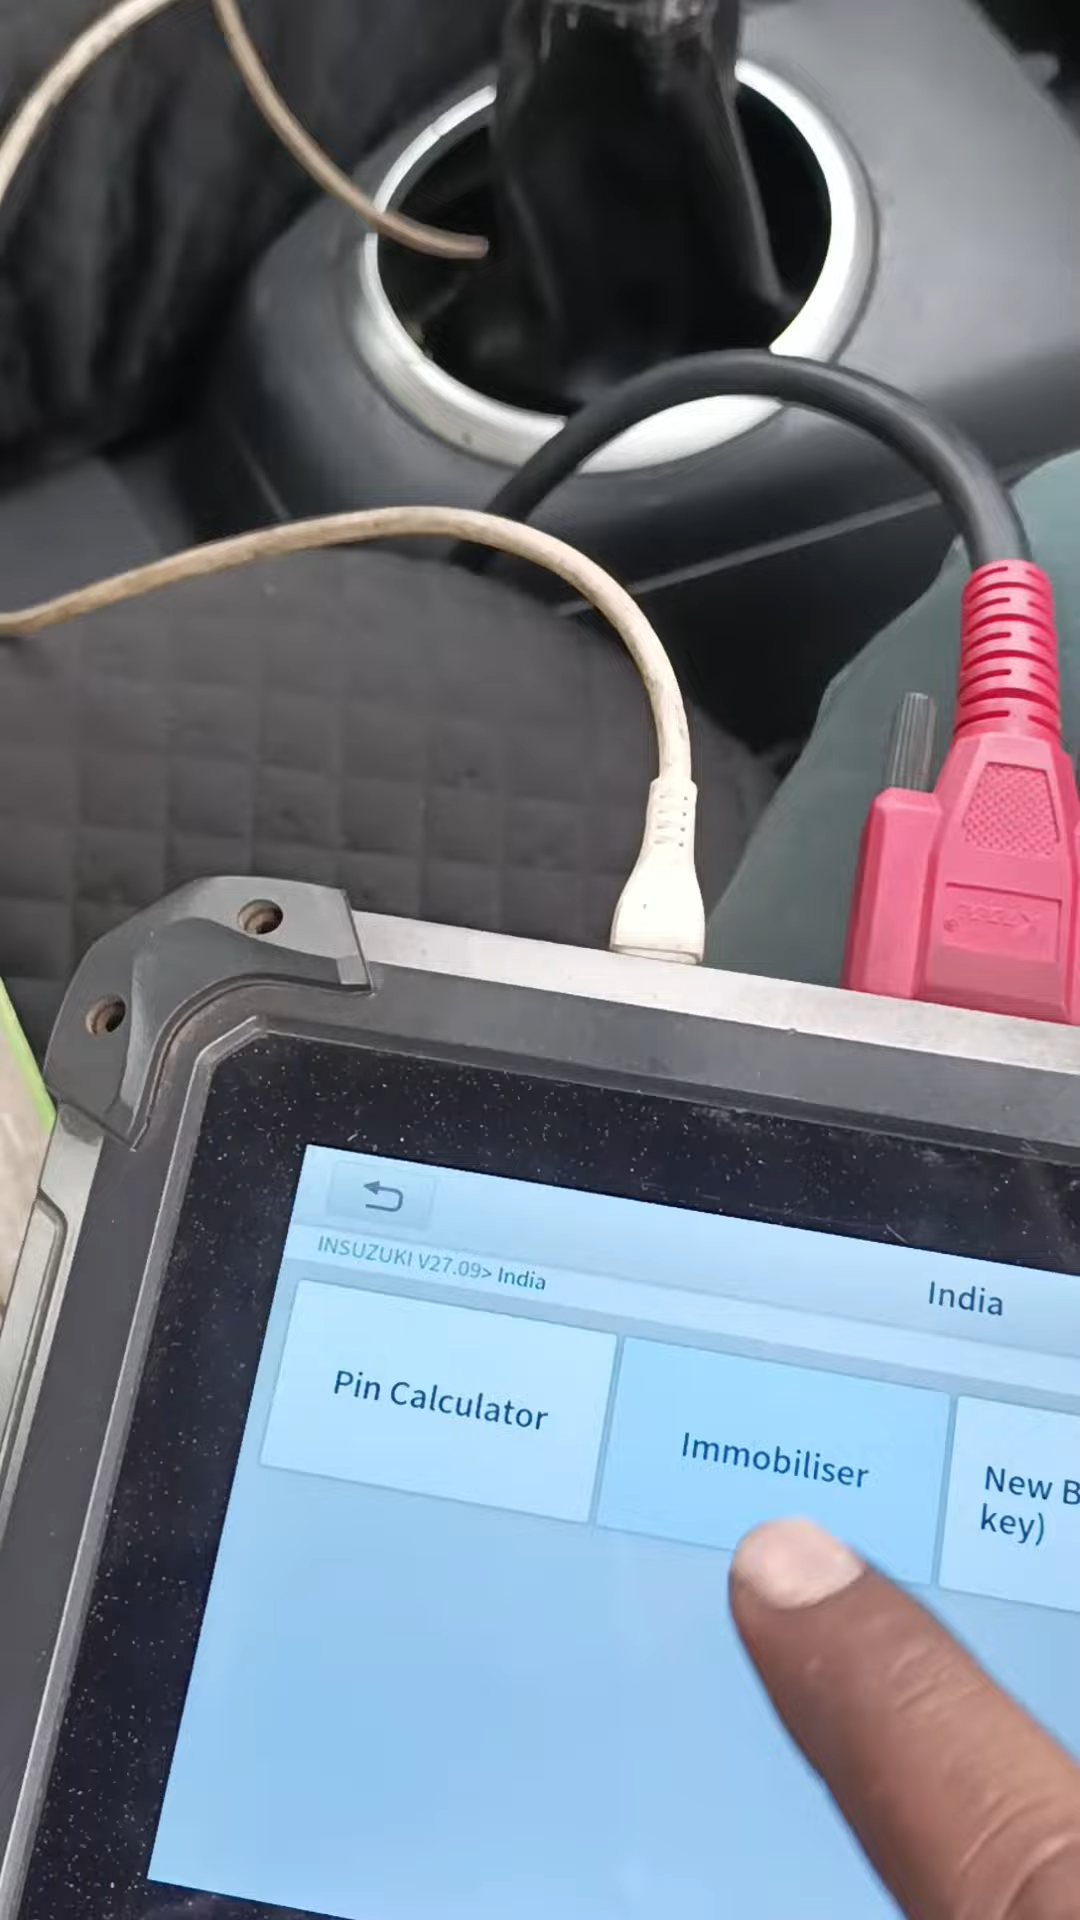 INSUZUKI V27.09> India
India
Pin Calculator
Immobiliser
New B
key)